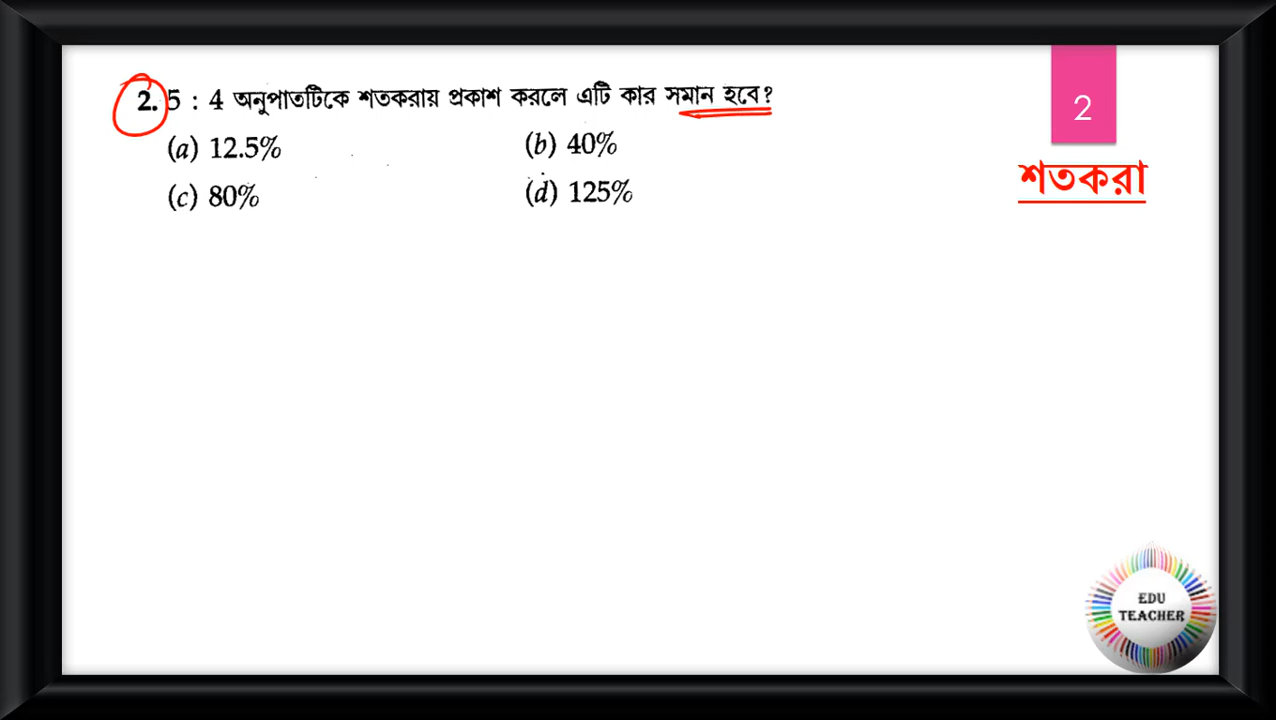 2. 5 : 4 অনুপাতটিকে শতকরায় প্রকাশ করলে এটি কার সমান হবে?
(a) 12.5% (b) 40%
(c) 80% (d) 125%
2
শতকরা
EDU
TEACHER